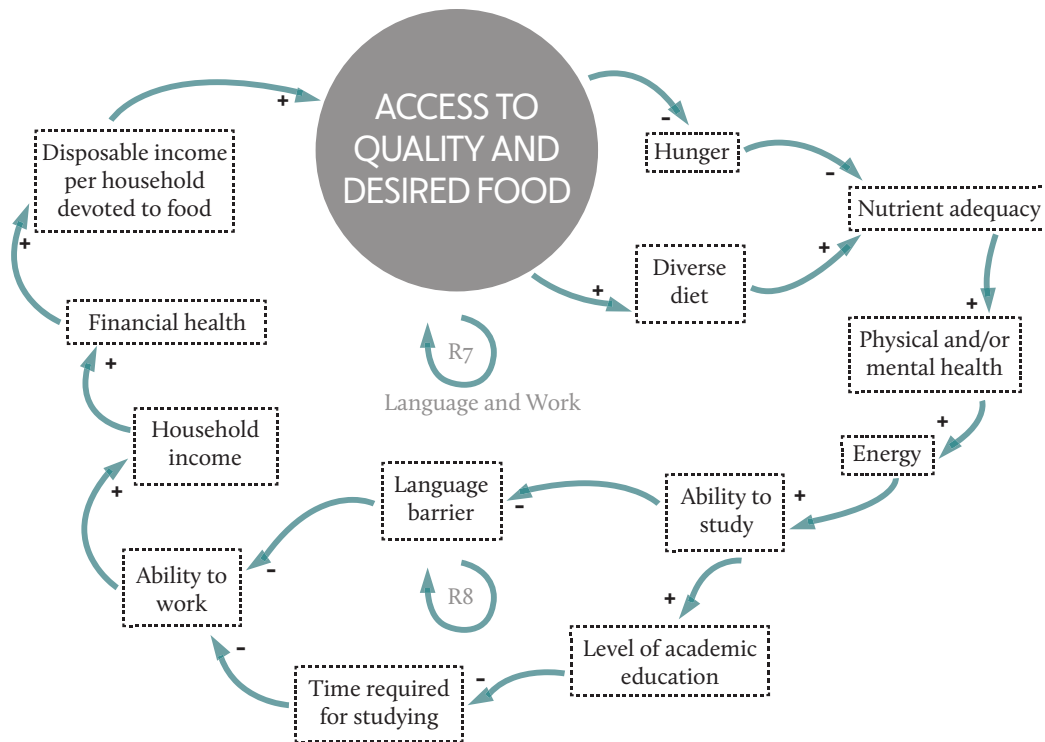 ACCESS TO
QUALITY AND
DESIRED FOOD
+
-
Hunger
-
Nutrient adequacy
Diverse
diet
+
+
+
Physical and/or
mental health
+
Energy
+
Ability to
study
-
Language
barrier
-
+
Level of academic
education
-
Time required
for studying
-
Ability to
work
+
Household
income
+
Financial health
+
Disposable income
per household
devoted to food
R7
Language and Work
R8